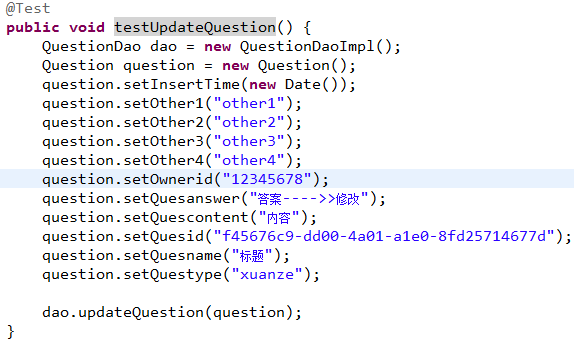 @Test
public void testUpdateQuestion() {
    QuestionDao dao = new QuestionDaoImpl();
    Question question = new Question();
    question.setInsertTime(new Date());
    question.setOther1("other1");
    question.setOther2("other2");
    question.setOther3("other3");
    question.setOther4("other4");
    question.setOwnerid("12345678");
    question.setQuesanswer("答案---->>修改");
    question.setQuescontent("内容");
    question.setQuesid("f45676c9-dd00-4a01-a1e0-8fd25714677d");
    question.setQuesname("标题");
    question.setQuestype("xuanze");

    dao.updateQuestion(question);
}